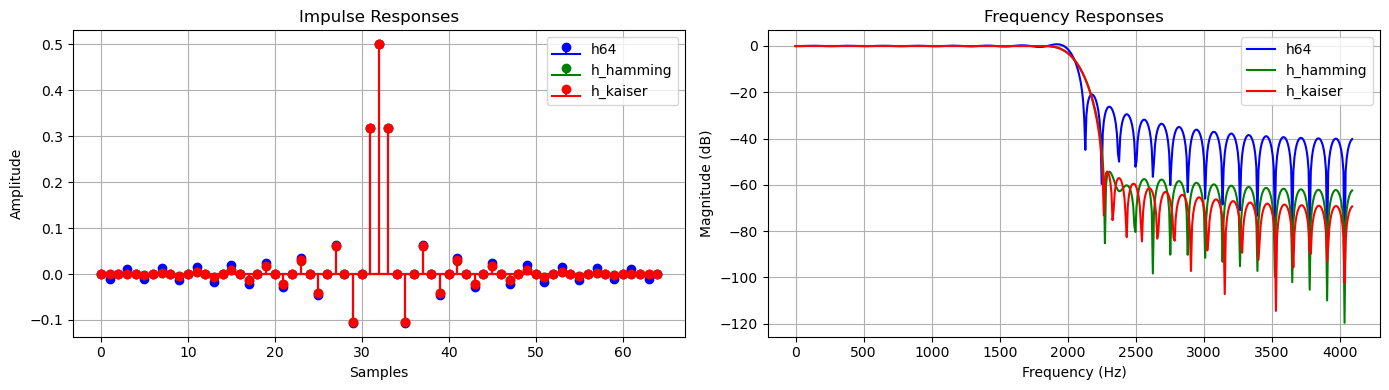 Impulse Responses
Amplitude
0.5
0.4
0.3
0.2
0.1
0.0
−0.1
0
10
20
30
40
50
60
Samples
h64
h_hamming
h_kaiser
Frequency Responses
Magnitude (dB)
0
−20
−40
−60
−80
−100
−120
0
500
1000
1500
2000
2500
3000
3500
4000
Frequency (Hz)
h64
h_hamming
h_kaiser